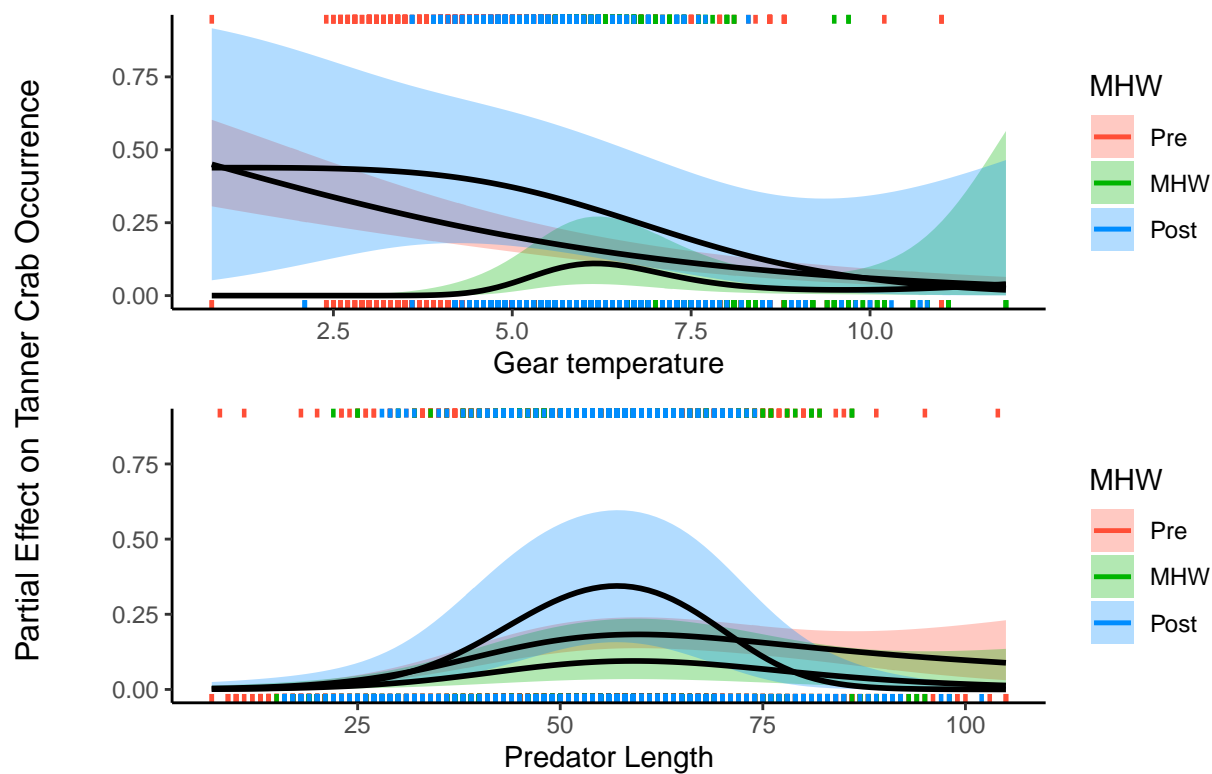 Partial Effect on Tanner Crab Occurrence
0.75
0.50
0.25
0.00
2.5 5.0 7.5 10.0
Gear temperature
MHW
Pre
MHW
Post
0.75
0.50
0.25
0.00
25 50 75 100
Predator Length
MHW
Pre
MHW
Post